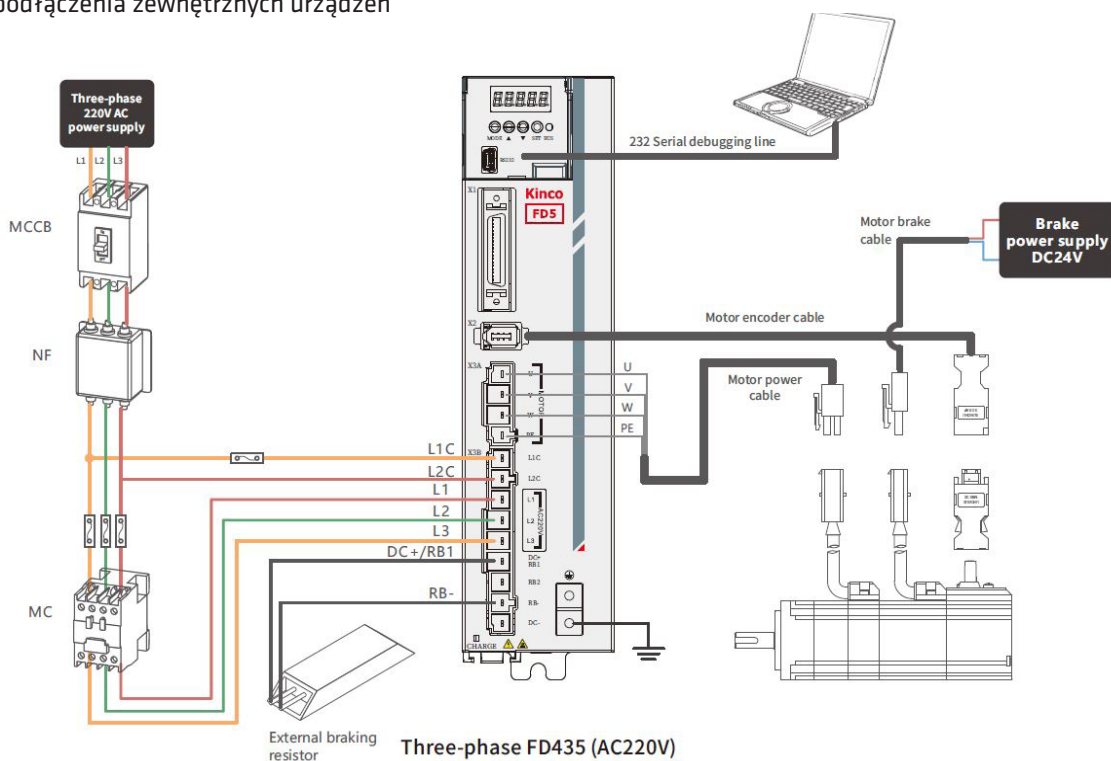 podłączenia zewnętrznych urządzeń
Three-phase
220V AC
power supply
L1 L2 L3
MCCB
NF
MC
MODE ▲ ▼ SET BUS
RS232
232 Serial debugging line
X1
Kinco
FD5
Motor brake
cable
Brake
power supply
DC24V
X2
Motor encoder cable
X3A
U
V
W
PE
U
V
W
PE
MOTOR
Motor power
cable
X3B
L1C
L2C
L1
L2
L3
DC+/RB1
RB-
L1C
L2C
L1
L2
L3
AC220V
DC+
RB1
RB2
RB-
DC-
CHARGE
External braking
resistor
Three-phase FD435 (AC220V)